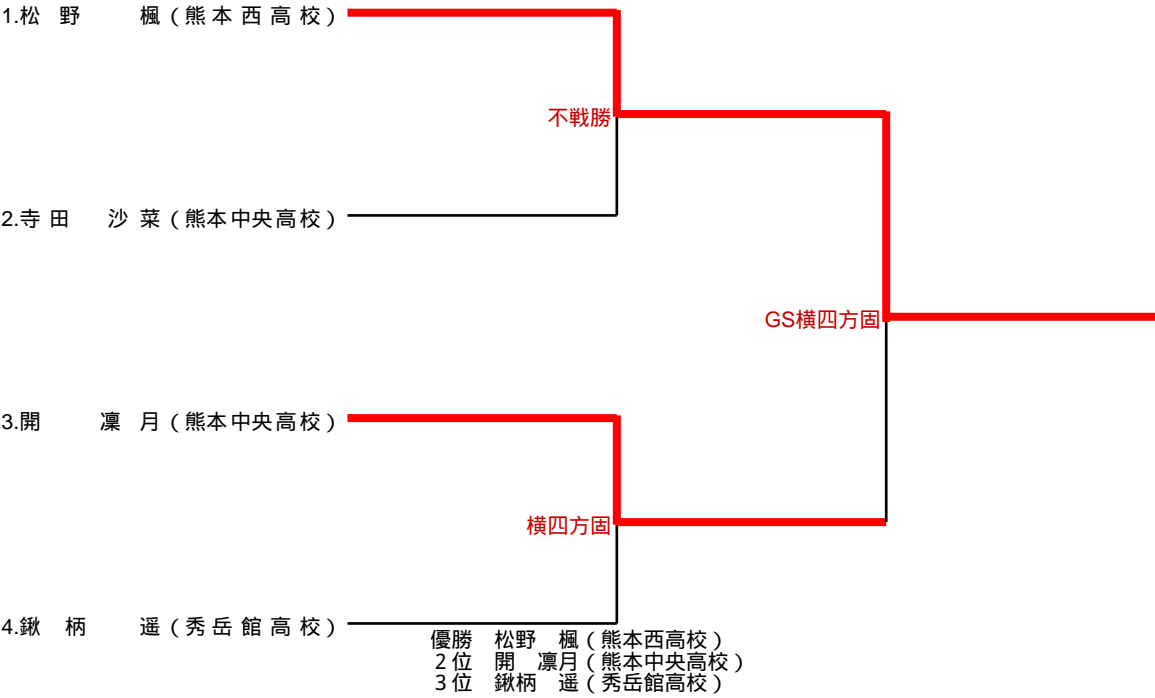 1.松野 楓(熊本西高校)
不戦勝
2.寺田 沙菜(熊本中央高校)
GS横四方固
3.開 凜月(熊本中央高校)
横四方固
4.鍬柄 遥(秀岳館高校)
優勝 松野 楓(熊本西高校)
2位 開 凜月(熊本中央高校)
3位 鍬柄 遥(秀岳館高校)